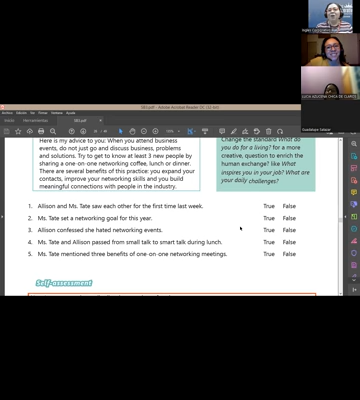 LUCIA AZUCENA CHICA DE CLAROS
Guadalupe Salazar
Here is my advice to you: When you attend business
events, do not just go and discuss business, problems
and solutions. Try to get to know at least 3 new people by
sharing a one-on-one networking coffee, lunch or dinner.
There are several benefits of this practice: you expand your
contacts, improve your networking skills and you build
meaningful connections with people in the industry.
Change the standard What do
you do for a living? for a more
creative, question to enrich the
human exchange? like What
inspires you in your job? What
are your daily challenges?
1. Allison and Ms. Tate saw each other for the first time last week. True False
2. Ms. Tate set a networking goal for this year. True False
3. Allison confessed she hated networking events. True False
4. Ms. Tate and Allison passed from small talk to smart talk during lunch. True False
5. Ms. Tate mentioned three benefits of one-on-one networking meetings. True False
Self-assessment